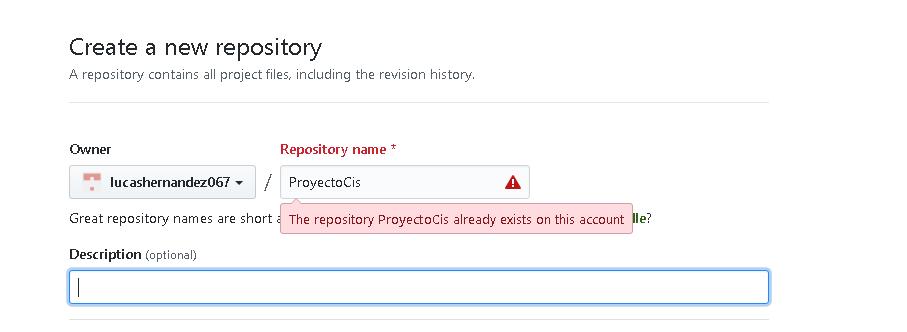 Create a new repository
A repository contains all project files, including the revision history.
Owner
Repository name *
lucashernandez067
/
ProyectoCis
Great repository names are short
The repository ProyectoCis already exists on this account
?
Description (optional)